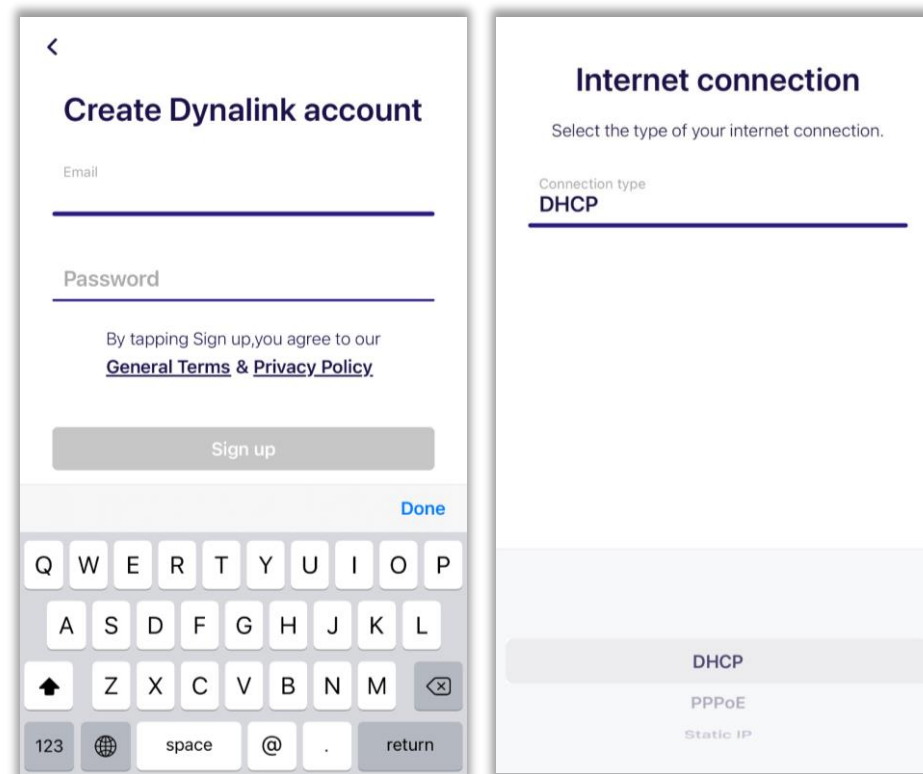 Create Dynalink account
Email
Password
By tapping Sign up,you agree to our
General Terms & Privacy Policy
Sign up
Done
Q W E R T Y U I O P
A S D F G H J K L
Z X C V B N M
123 space @ . return
Internet connection
Select the type of your internet connection.
Connection type
DHCP
DHCP
PPPoE
Static IP